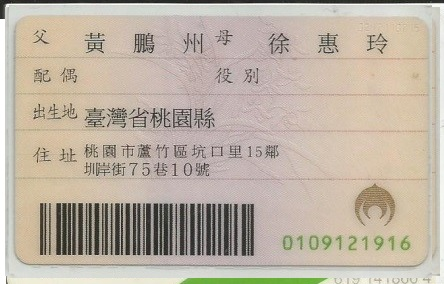 父 黃鵬州 母 徐惠玲
配偶 役別
出生地 臺灣省桃園縣
住址 桃園市蘆竹區坑口里15鄰
圳岸街75巷10號
0109121916